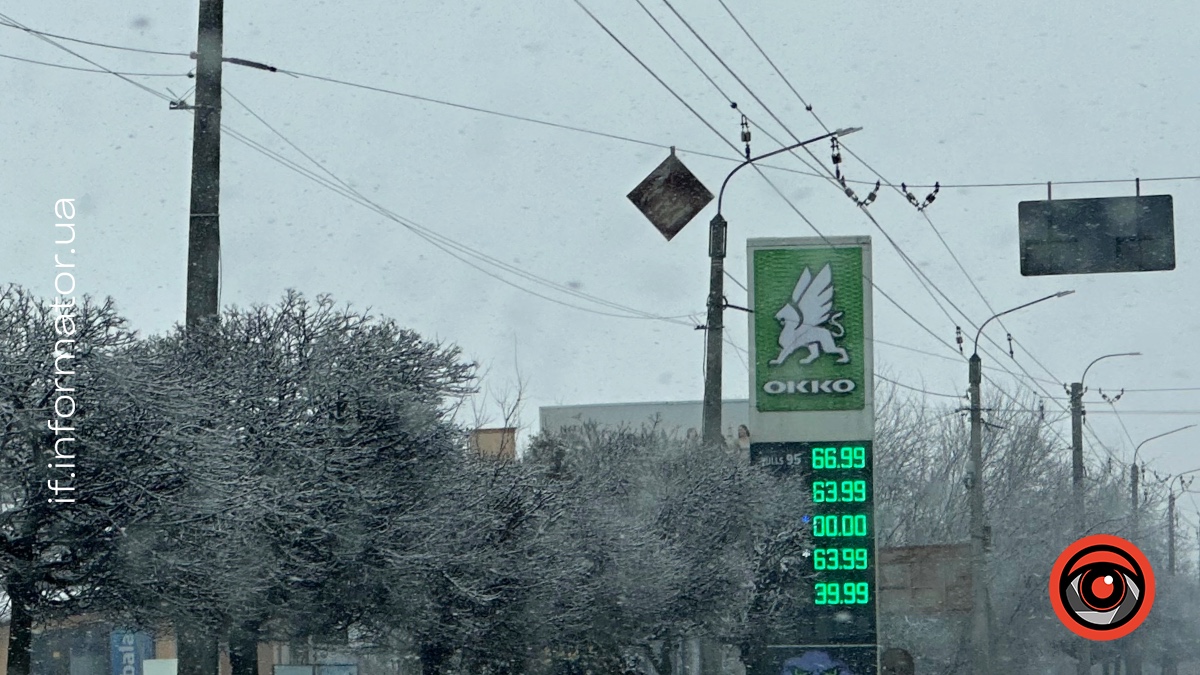 if.informator.ua
OKKO
PULLS 95 66.99
63.99
00.00
63.99
39.99